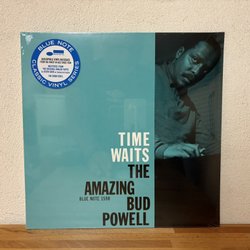 BLUE NOTE
CLASSIC VINYL SERIES
TIME
WAITS
THE
AMAZING
BLUE NOTE 1598
BUD
POWELL